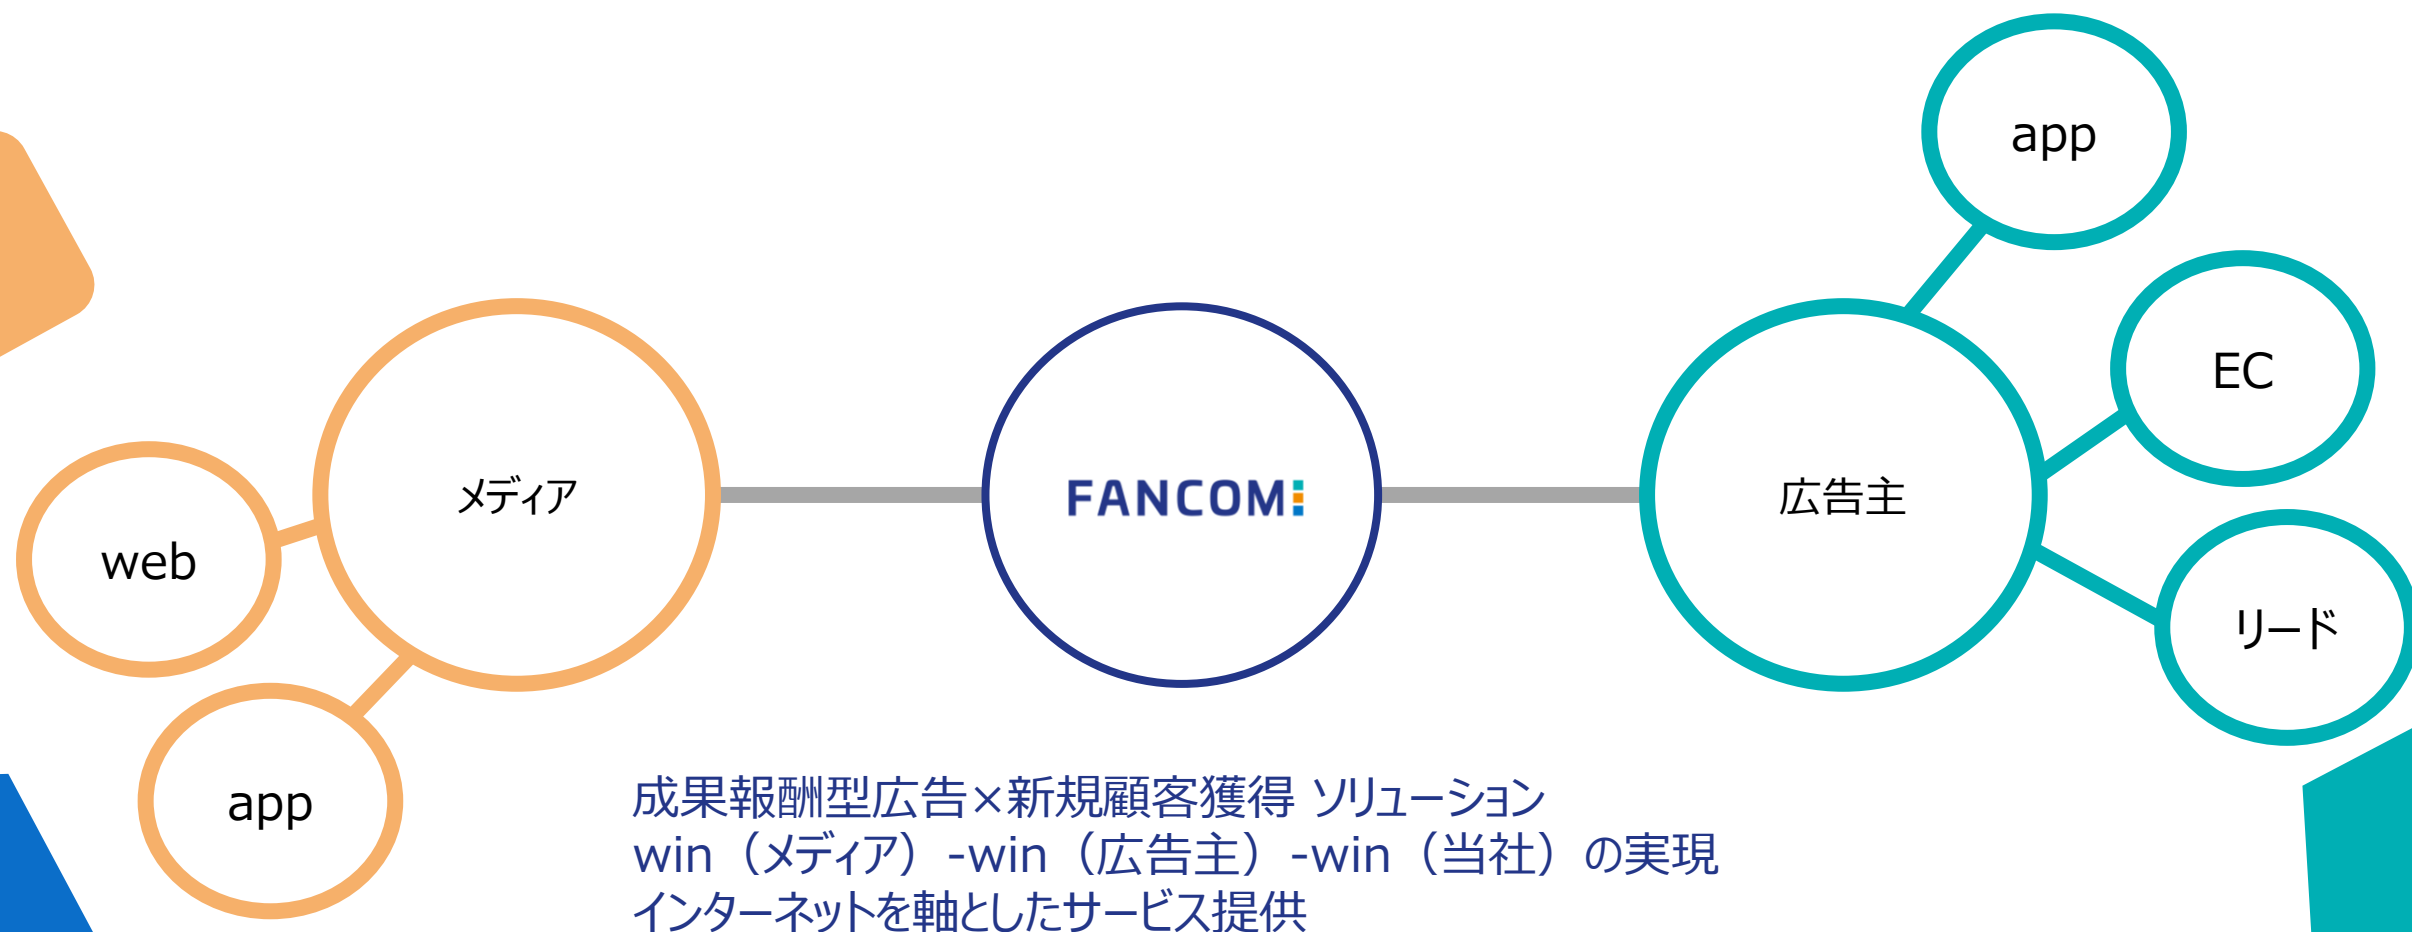 app
EC
メディア
FANCOMI
広告主
web
リード
app
成果報酬型広告×新規顧客獲得 ソリューション
win（メディア）-win（広告主）-win（当社）の実現
インターネットを軸としたサービス提供